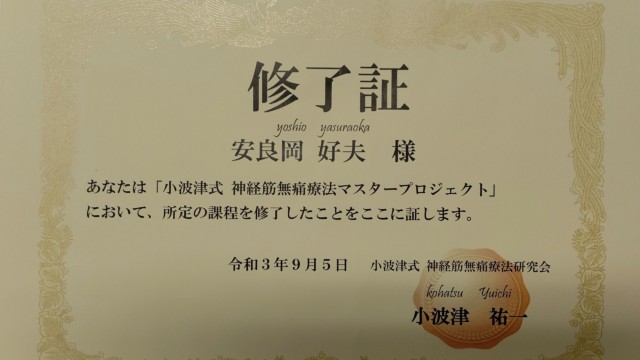 修了証
yoshio yasuraoka
安良岡 好夫 様
あなたは「小波津式 神経筋無痛療法マスタープロジェクト」
において、所定の課程を修了したことをここに証します。
令和3年9月5日 小波津式 神経筋無痛療法研究会
kohatsu Yuichi
小波津 祐一